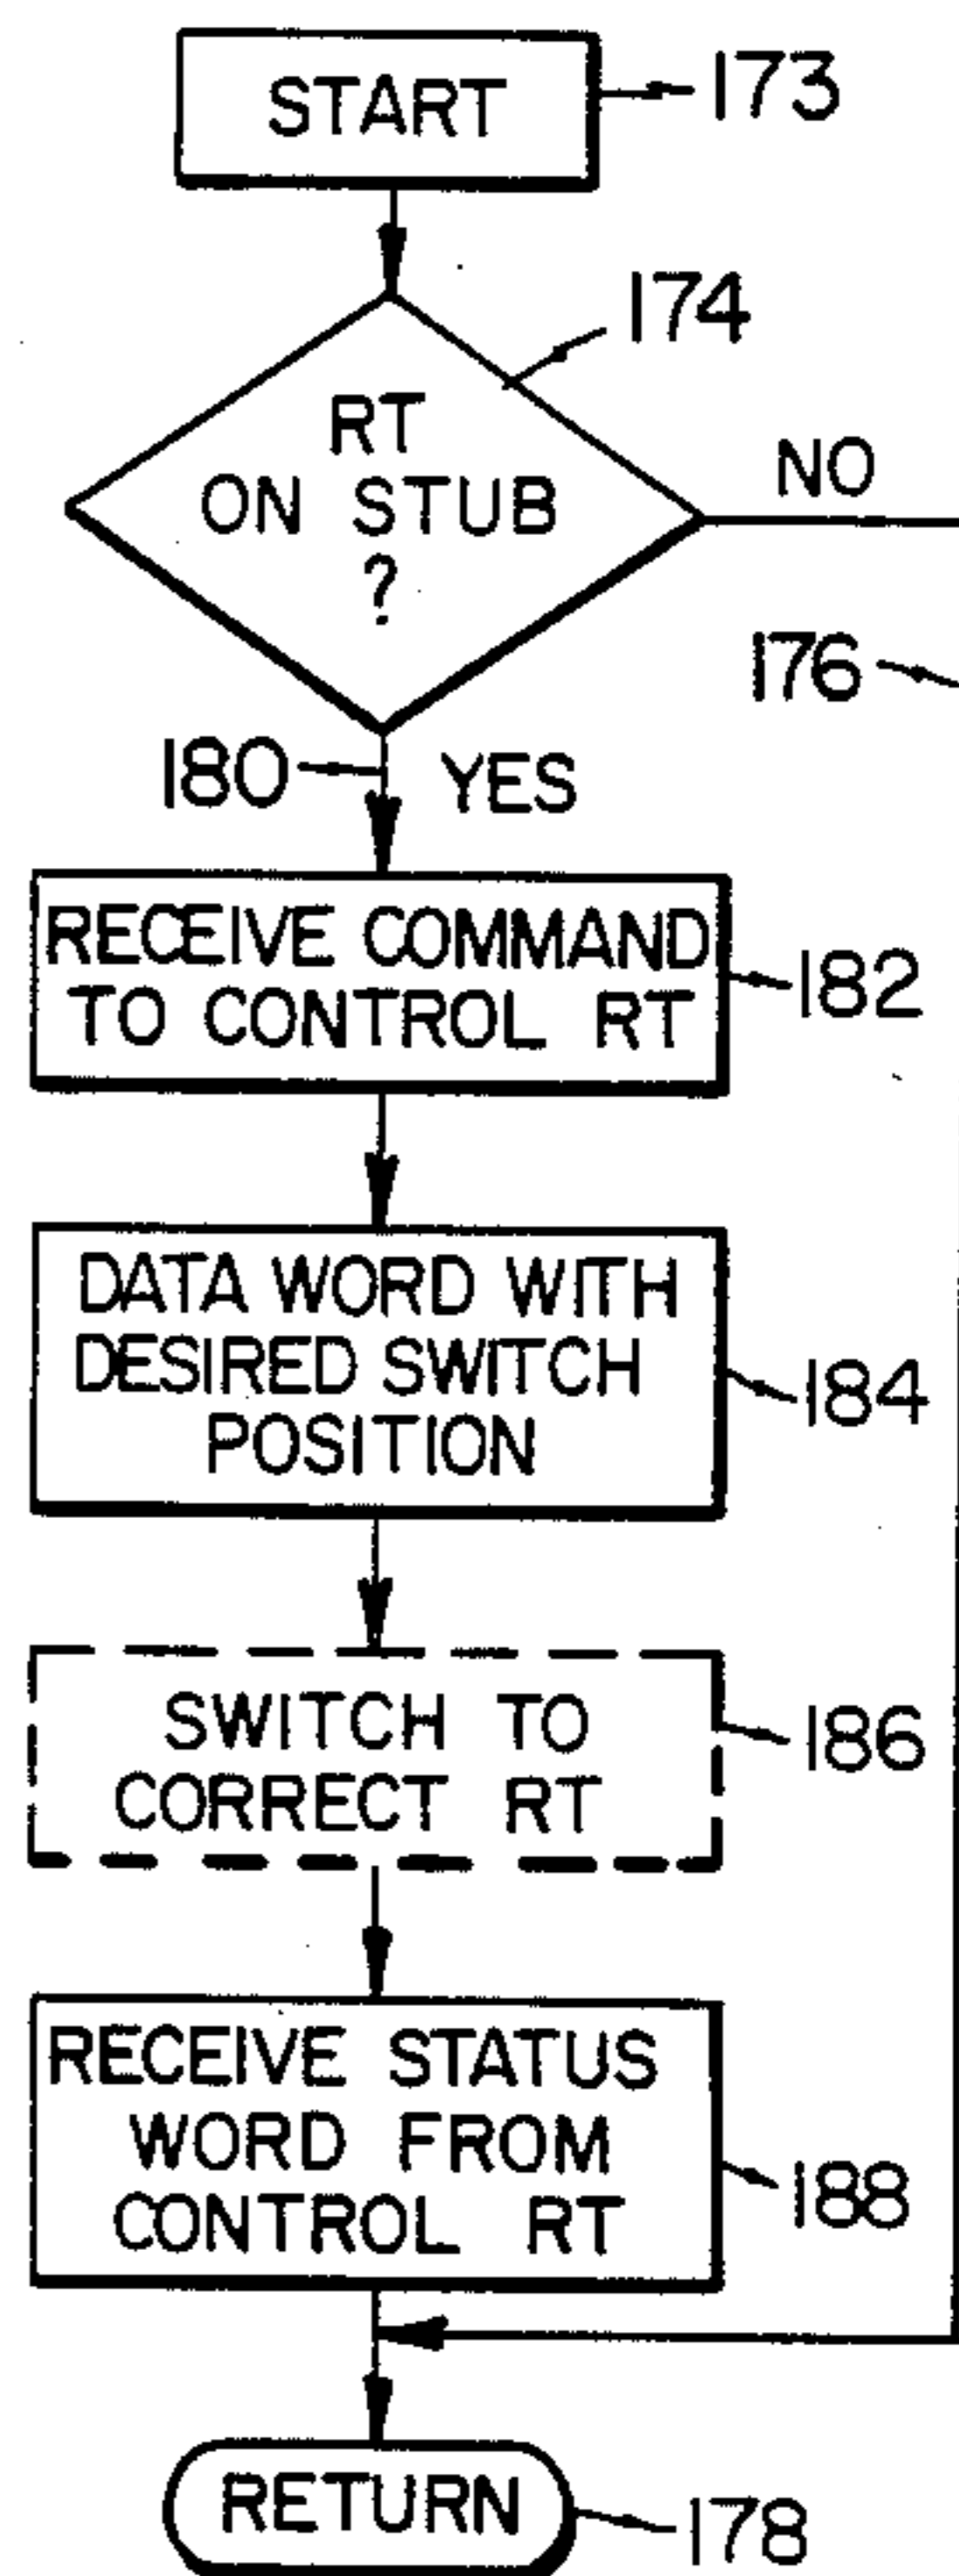 START
173
174
RT
ON STUB
?
NO
176
180
YES
RECEIVE COMMAND
TO CONTROL RT
182
DATA WORD WITH
DESIRED SWITCH
POSITION
184
SWITCH TO
CORRECT RT
186
RECEIVE STATUS
WORD FROM
CONTROL RT
188
RETURN
178